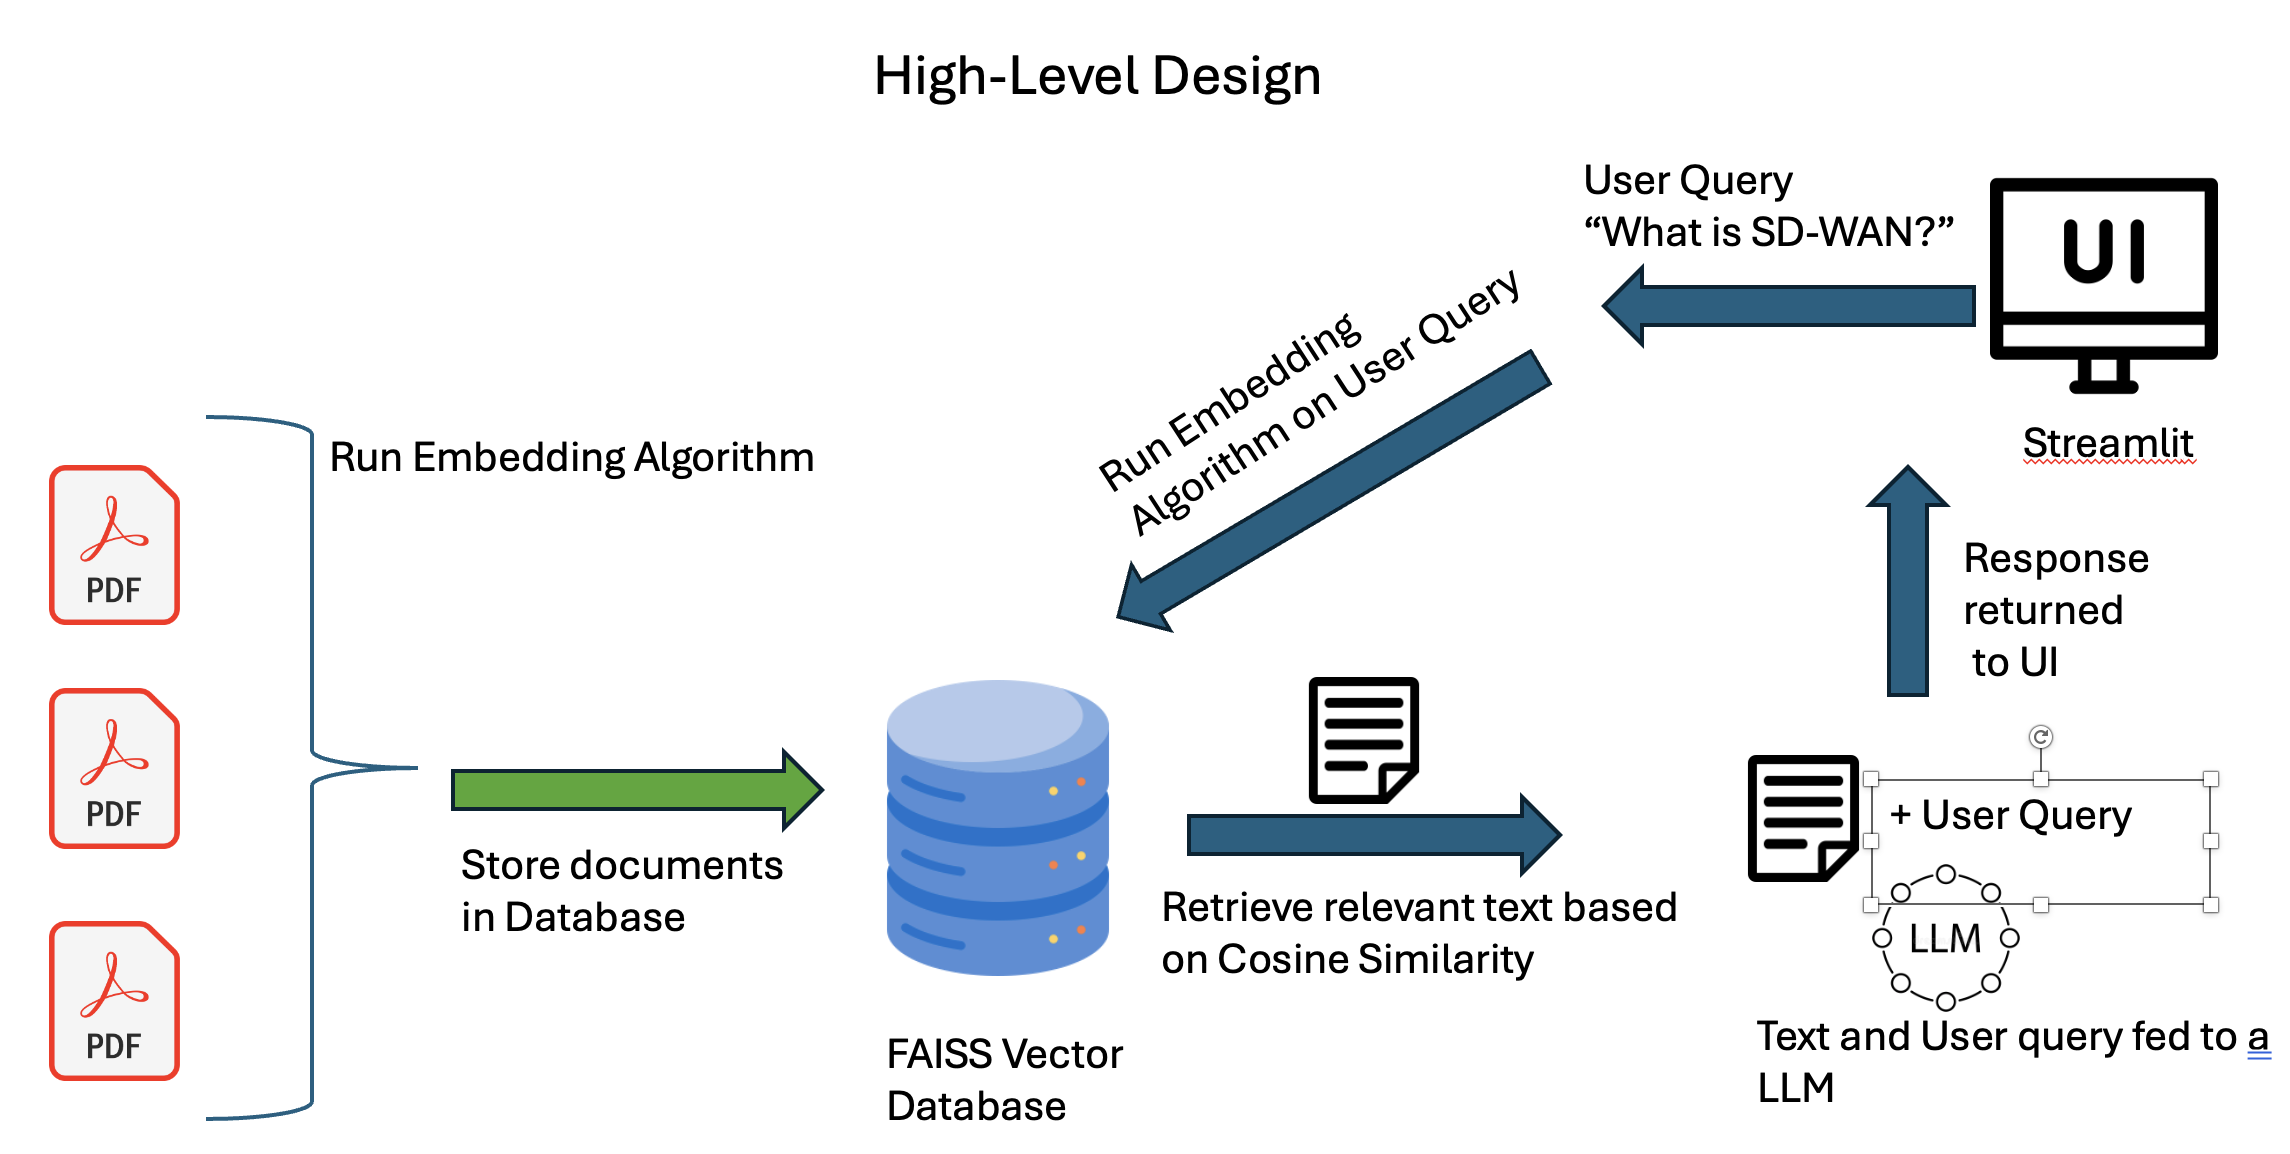 High-Level Design
User Query
“What is SD-WAN?”
UI
Streamlit
Run Embedding
Algorithm on User Query
Run Embedding Algorithm
PDF
PDF
PDF
Store documents
in Database
FAISS Vector
Database
Retrieve relevant text based
on Cosine Similarity
Response
returned
to UI
+ User Query
LLM
Text and User query fed to a
LLM